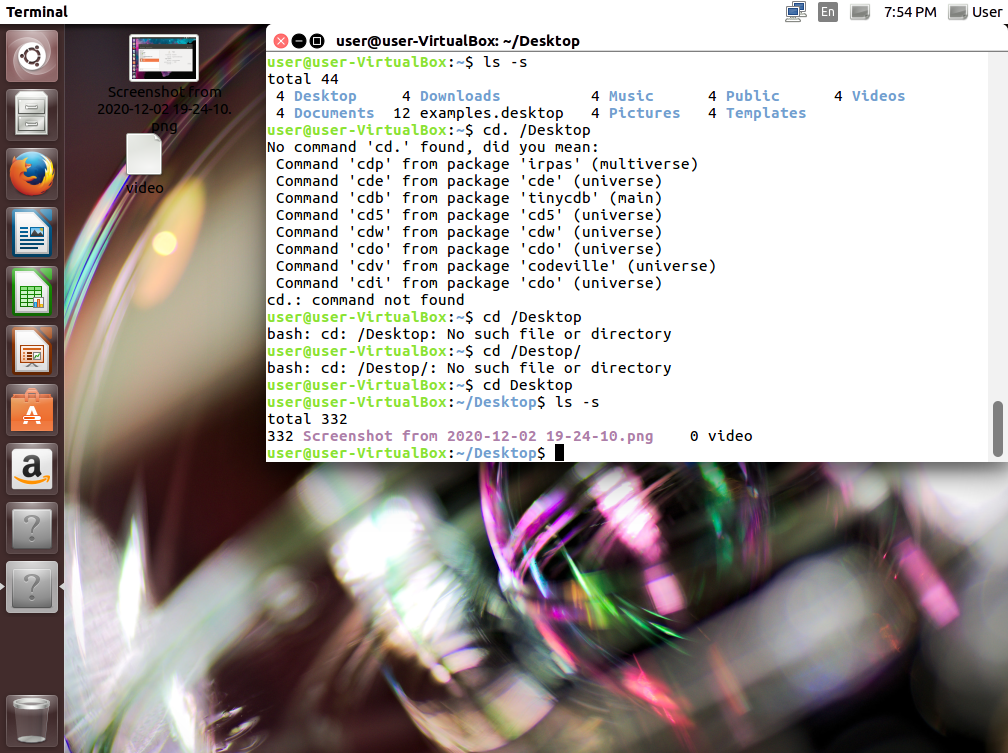 Terminal
En
7:54 PM
User
Screenshot from
2020-12-02 19-24-10.
png
video
user@user-VirtualBox: ~/Desktop
user@user-VirtualBox:~$ ls -s
total 44
4 Desktop 4 Downloads 4 Music 4 Public 4 Videos
4 Documents 12 examples.desktop 4 Pictures 4 Templates
user@user-VirtualBox:~$ cd. /Desktop
No command 'cd.' found, did you mean:
Command 'cdp' from package 'irpas' (multiverse)
Command 'cde' from package 'cde' (universe)
Command 'cdb' from package 'tinycdb' (main)
Command 'cd5' from package 'cd5' (universe)
Command 'cdw' from package 'cdw' (universe)
Command 'cdo' from package 'cdo' (universe)
Command 'cdv' from package 'codeville' (universe)
Command 'cdi' from package 'cdo' (universe)
cd.: command not found
user@user-VirtualBox:~$ cd /Desktop
bash: cd: /Desktop: No such file or directory
user@user-VirtualBox:~$ cd /Destop/
bash: cd: /Destop/: No such file or directory
user@user-VirtualBox:~$ cd Desktop
user@user-VirtualBox:~/Desktop$ ls -s
total 332
332 Screenshot from 2020-12-02 19-24-10.png 0 video
user@user-VirtualBox:~/Desktop$
A
a
?
?